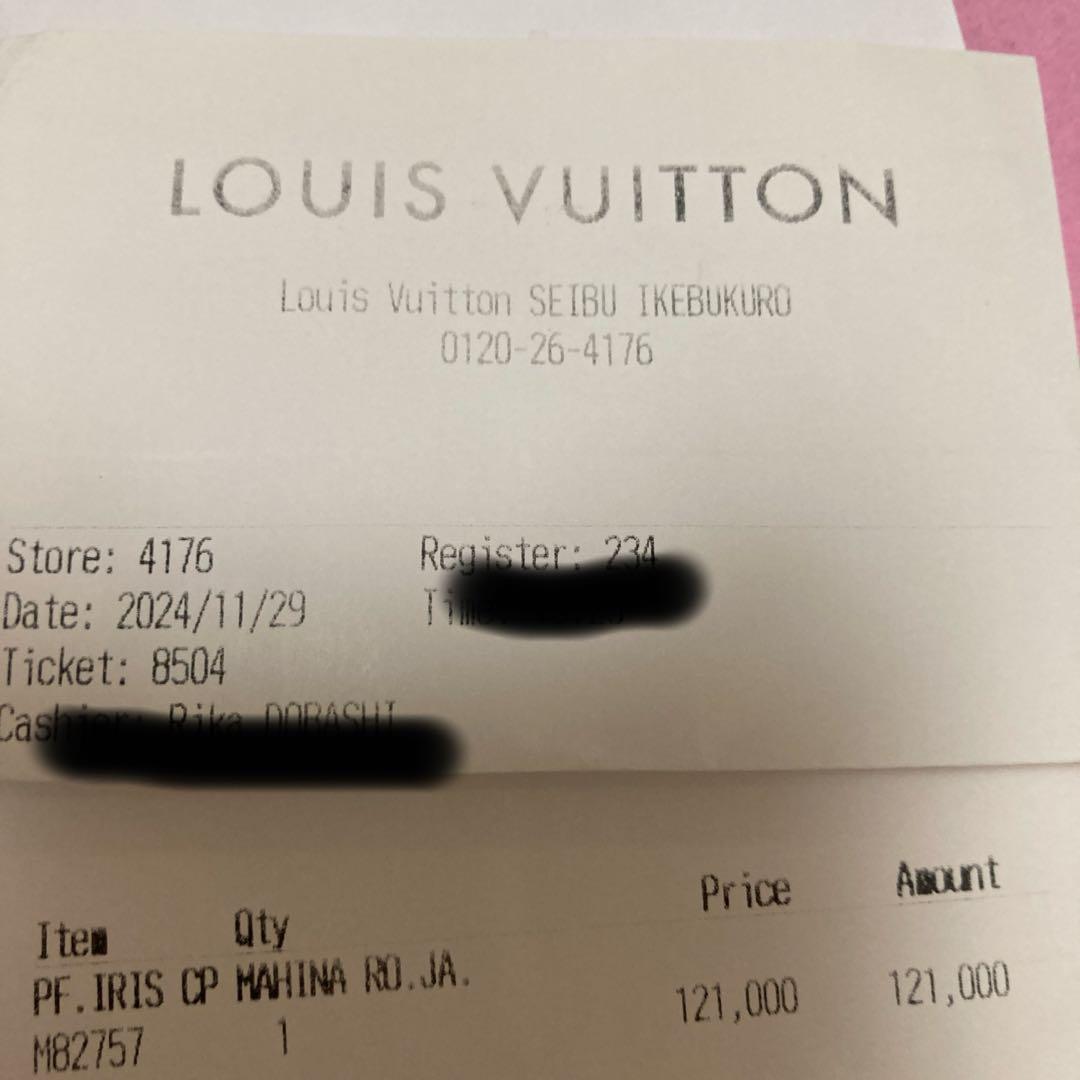 LOUIS VUITTON
Louis Vuitton SEIBU IKEBUKURO
0120-26-4176
Store: 4176 Register: 234
Date: 2024/11/29
Ticket: 8504
Item Qty Price Amount
PF.IRIS CP MAHINA RO.JA.
M82757 1 121,000 121,000